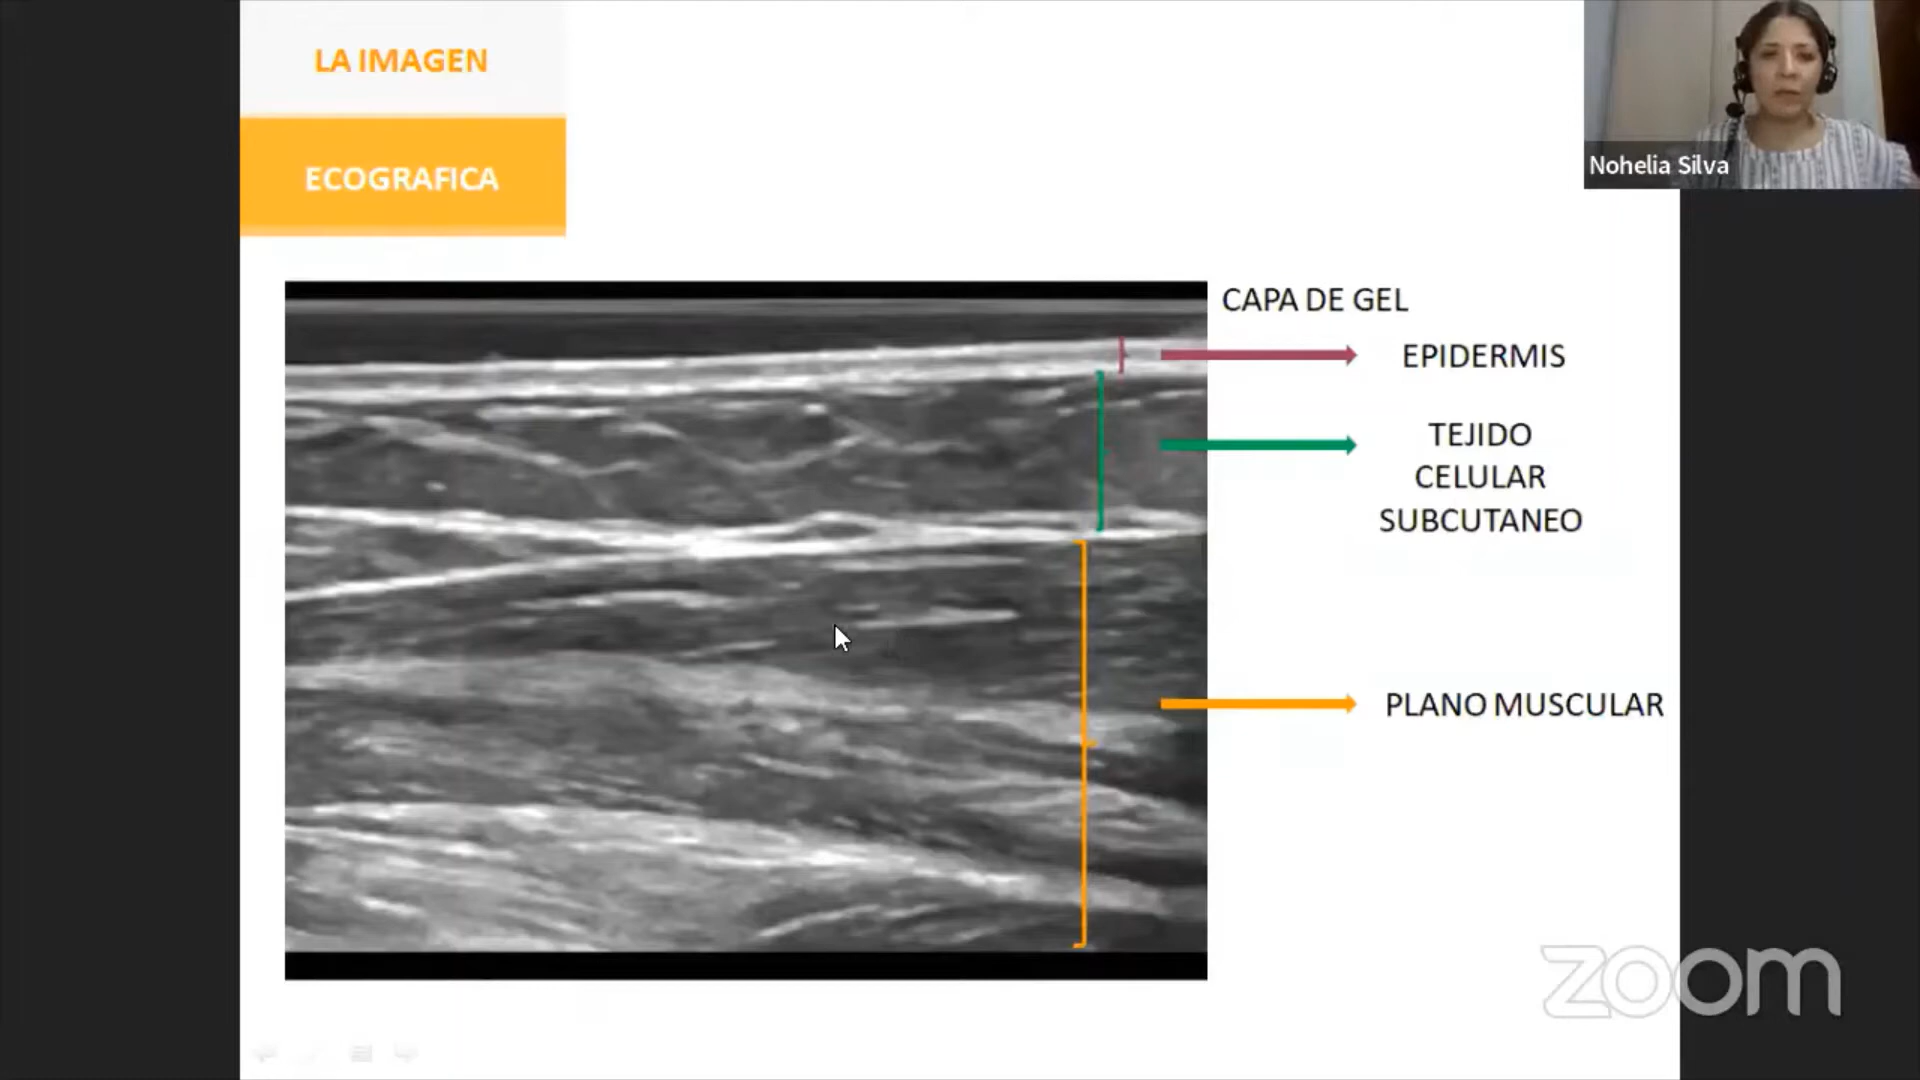 LA IMAGEN
ECOGRAFICA
Nohelia Silva
CAPA DE GEL
EPIDERMIS
TEJIDO
CELULAR
SUBCUTANEO
PLANO MUSCULAR
zoom